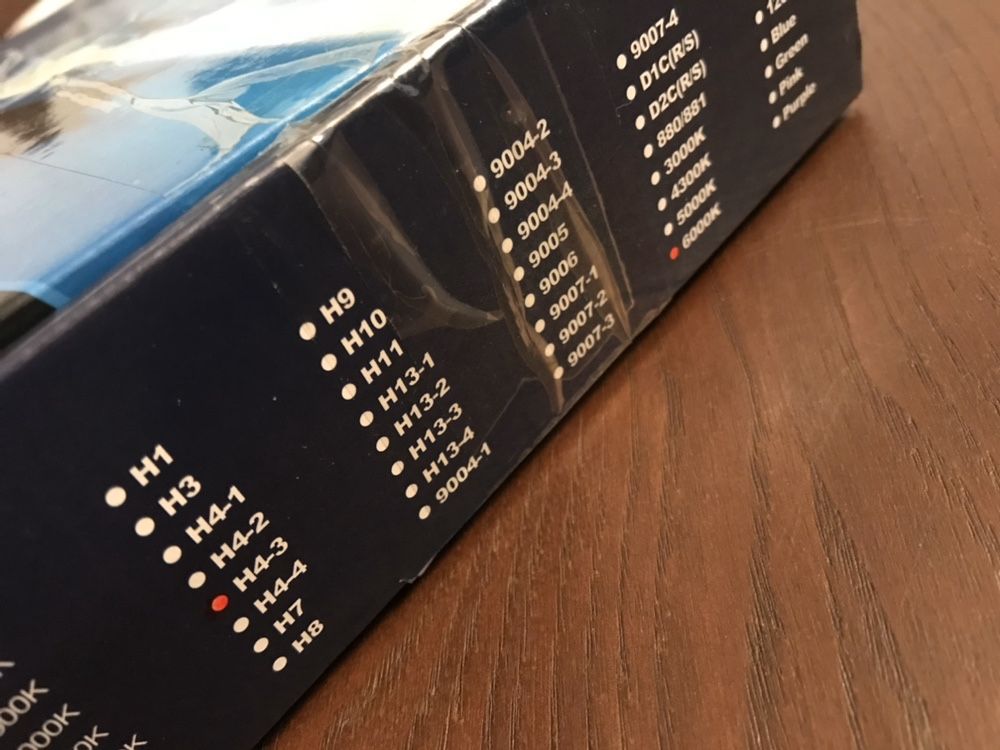 H1
H3
H4-1
H4-2
H4-3
H4-4
H7
H8
H9
H10
H11
H13-1
H13-2
H13-3
H13-4
9004-1
9004-2
9004-3
9004-4
9005
9006
9007-1
9007-2
9007-3
9007-4
D1C(R/S)
D2C(R/S)
880/881
3000K
4300K
5000K
6000K
Blue
Green
Pink
Purple